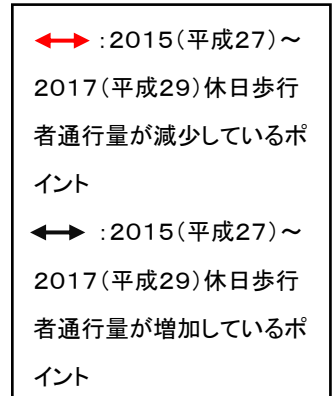 :2015(平成27)～
2017(平成29)休日歩行
者通行量が減少しているポ
イント
:2015(平成27)～
2017(平成29)休日歩行
者通行量が増加しているポ
イント